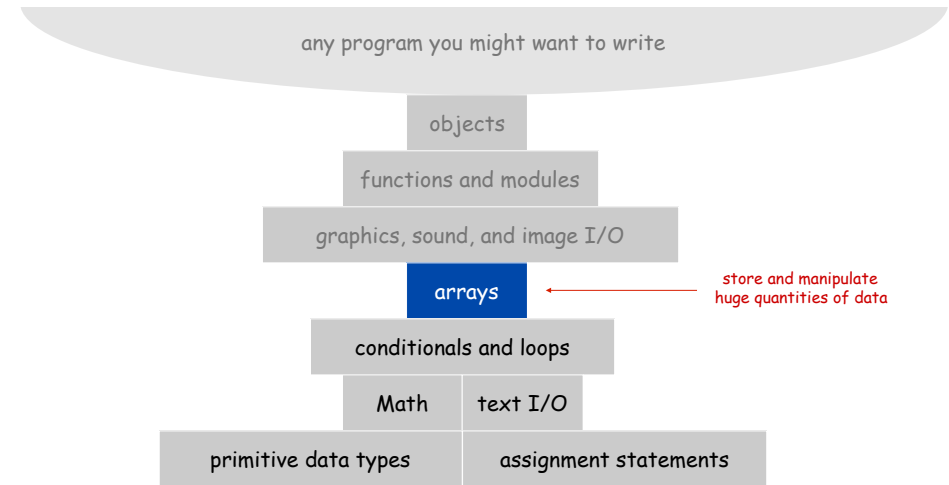 any program you might want to write
objects
functions and modules
graphics, sound, and image I/O
arrays
store and manipulate
huge quantities of data
conditionals and loops
Math
text I/O
primitive data types
assignment statements